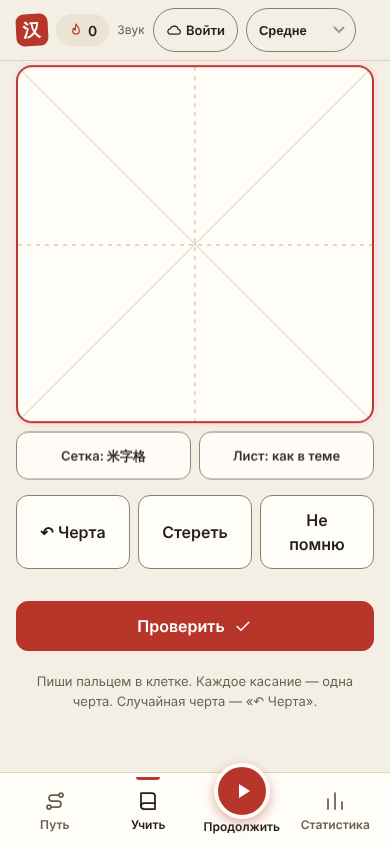 汉 0 Звук Войти Средне
Сетка: 米字格 Лист: как в теме
↶ Черта Стереть Не помню
Проверить ✓
Пиши пальцем в клетке. Каждое касание — одна
черта. Случайная черта — «↶ Черта».
Путь Учить Продолжить Статистика